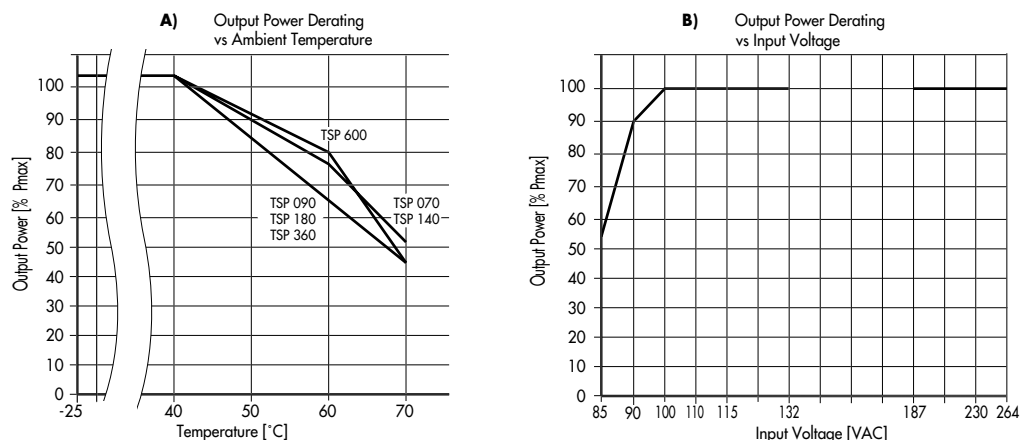 A) Output Power Derating
vs Ambient Temperature
Output Power [% Pmax]
100
90
80
70
60
50
40
30
20
10
0
TSP 600
TSP 090
TSP 180
TSP 360
TSP 070
TSP 140
-25 40 50 60 70
Temperature [˚C]
B) Output Power Derating
vs Input Voltage
Output Power [% Pmax]
100
90
80
70
60
50
40
30
20
10
0
85 90 100 110 115 132 187 230 264
Input Voltage [VAC]